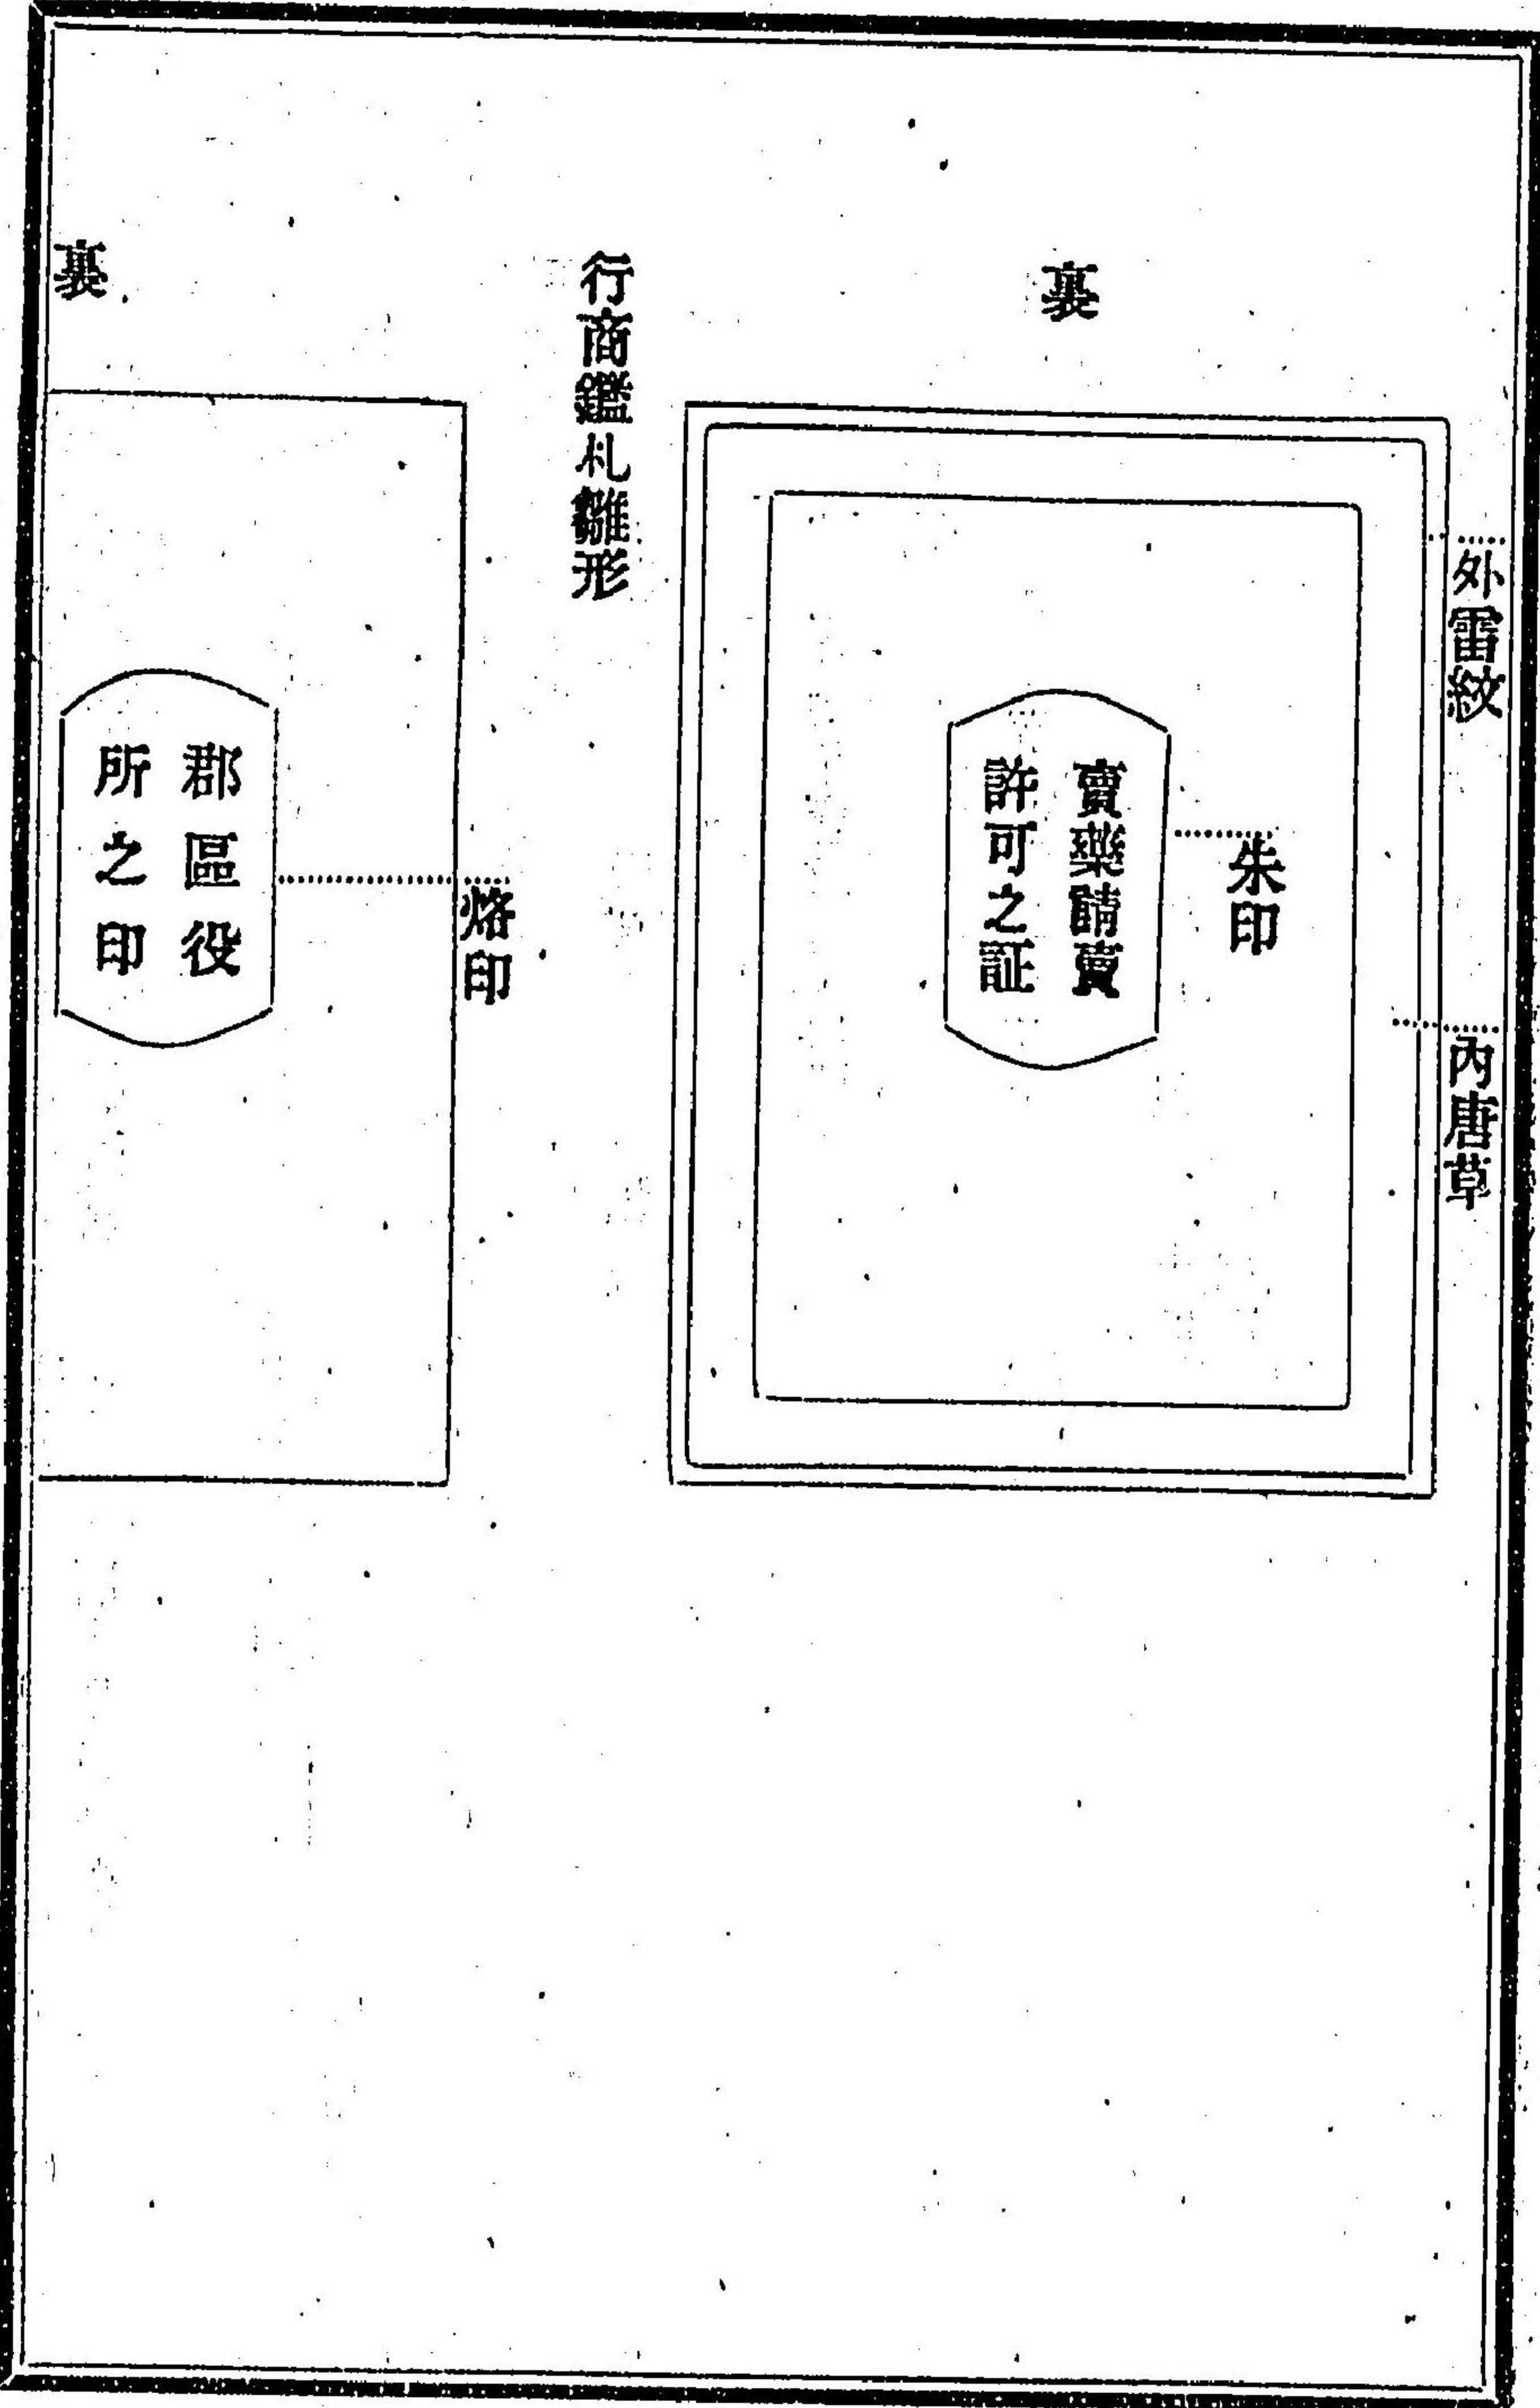 外雷紋
內唐草
裏
朱印
賣藥請賣
許可之証
行商鑑札雛形
裏
烙印
郡區役
所之印